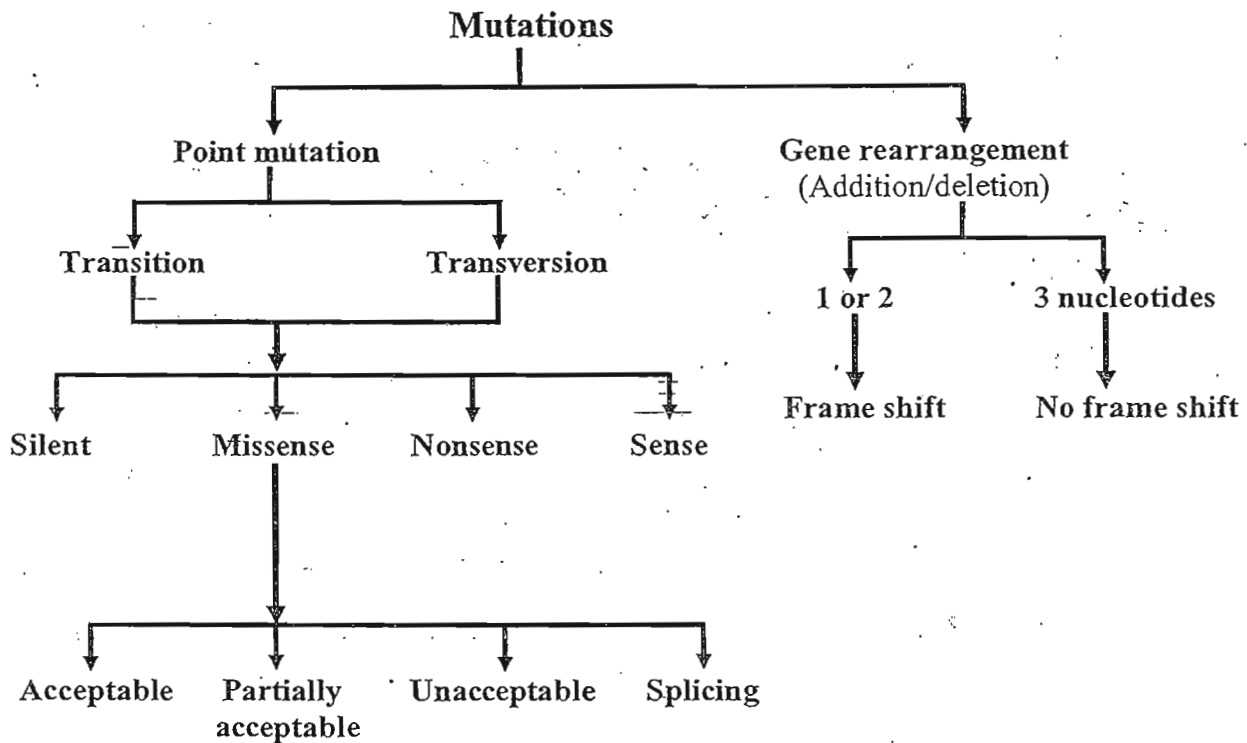 Mutations
Point mutation
Gene rearrangement
(Addition/deletion)
Transition
Transversion
1 or 2
3 nucleotides
Frame shift
No frame shift
Silent
Missense
Nonsense
Sense
Acceptable
Partially
acceptable
Unacceptable
Splicing